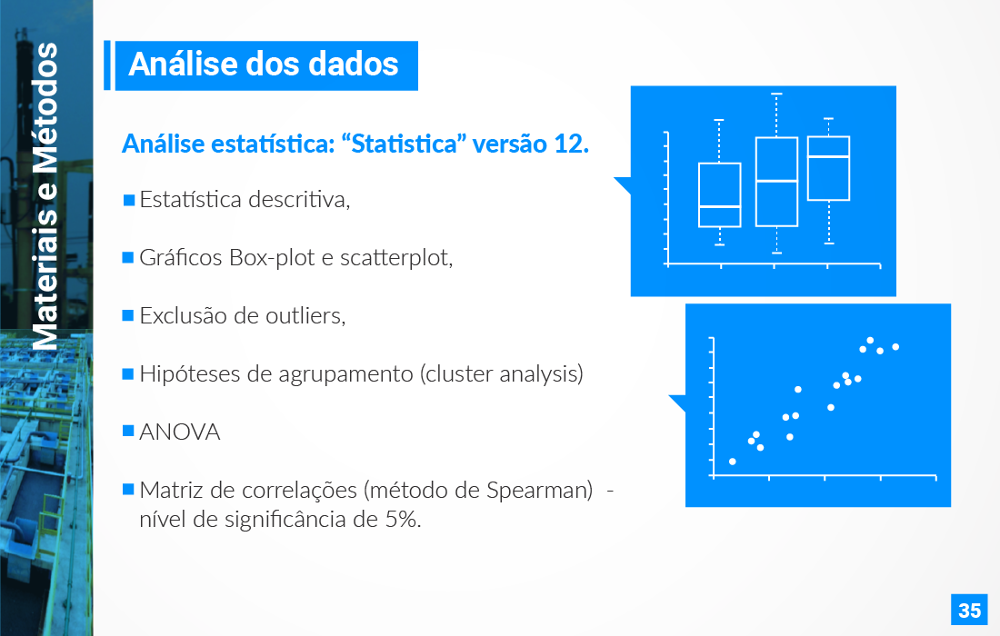 Materiais e Métodos
Análise dos dados
Análise estatística: “Statistica” versão 12.
Estatística descritiva,
Gráficos Box-plot e scatterplot,
Exclusão de outliers,
Hipóteses de agrupamento (cluster analysis)
ANOVA
Matriz de correlações (método de Spearman) -
nível de significância de 5%.
35